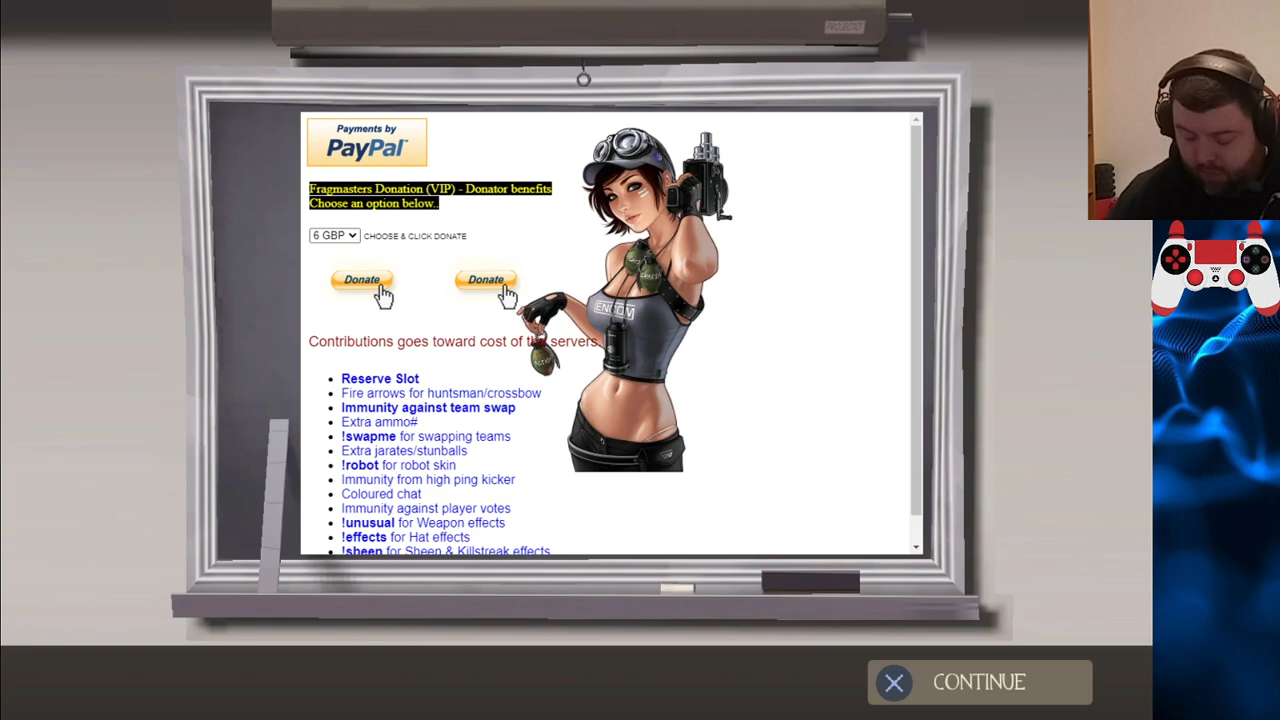 PROJECTO
Payments by
PayPal™
Fragmasters Donation (VIP) - Donator benefits
Choose an option below..
6 GBP CHOOSE & CLICK DONATE
Donate Donate
ENCOM
Contributions goes toward cost of the servers.
Reserve Slot
Fire arrows for huntsman/crossbow
Immunity against team swap
Extra ammo#
!swapme for swapping teams
Extra jarates/stunballs
!robot for robot skin
Immunity from high ping kicker
Coloured chat
Immunity against player votes
!unusual for Weapon effects
!effects for Hat effects
!sheen for Sheen & Killstreak effects
CONTINUE